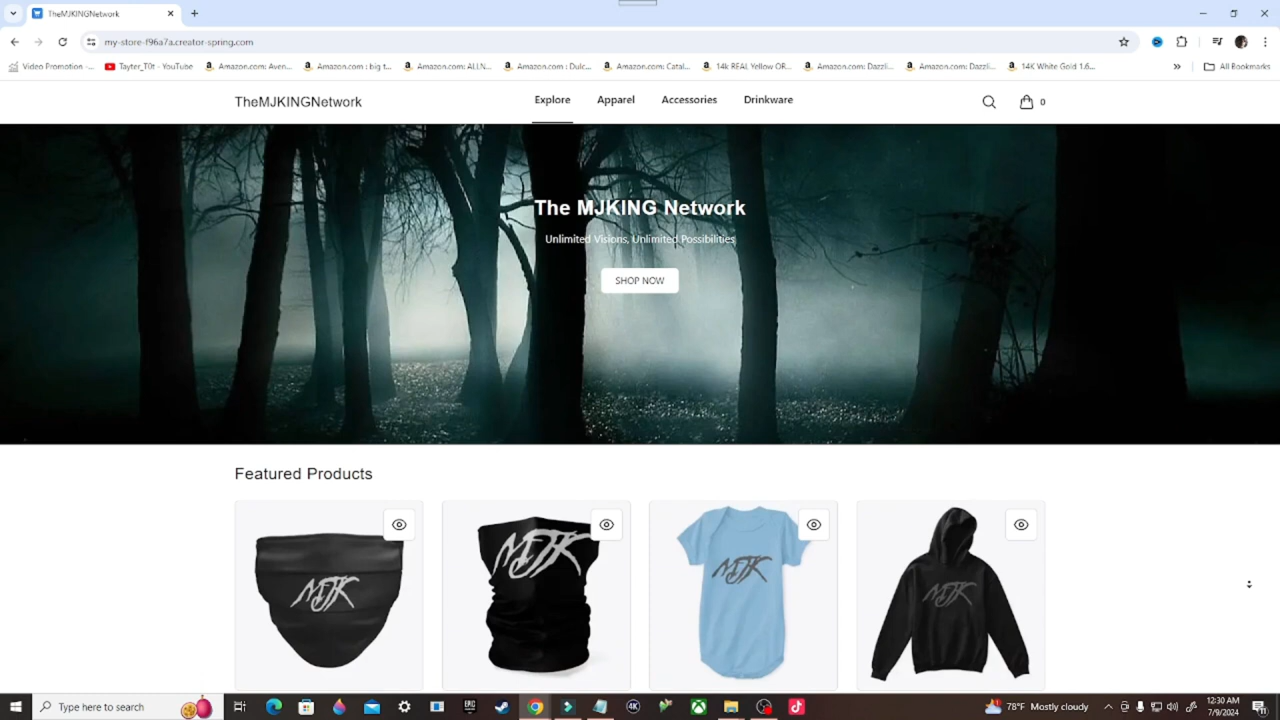 TheMJKINGNetwork
my-store-f96a7a.creator-spring.com
Video Promotion -...
Tayter_T0t - YouTube
Amazon.com: Aven...
Amazon.com : big t...
Amazon.com: ALLN...
Amazon.com : Dulc...
Amazon.com: Catal...
14k REAL Yellow OR...
Amazon.com: Dazzli...
Amazon.com: Dazzli...
14K White Gold 1.6...
All Bookmarks
TheMJKINGNetwork
Explore
Apparel
Accessories
Drinkware
0
The MJKING Network
Unlimited Visions, Unlimited Possibilities
SHOP NOW
Featured Products
MJK
MJK
MJK
MJK
Type here to search
EPIC
4K
78°F Mostly cloudy
12:30 AM
7/9/2024